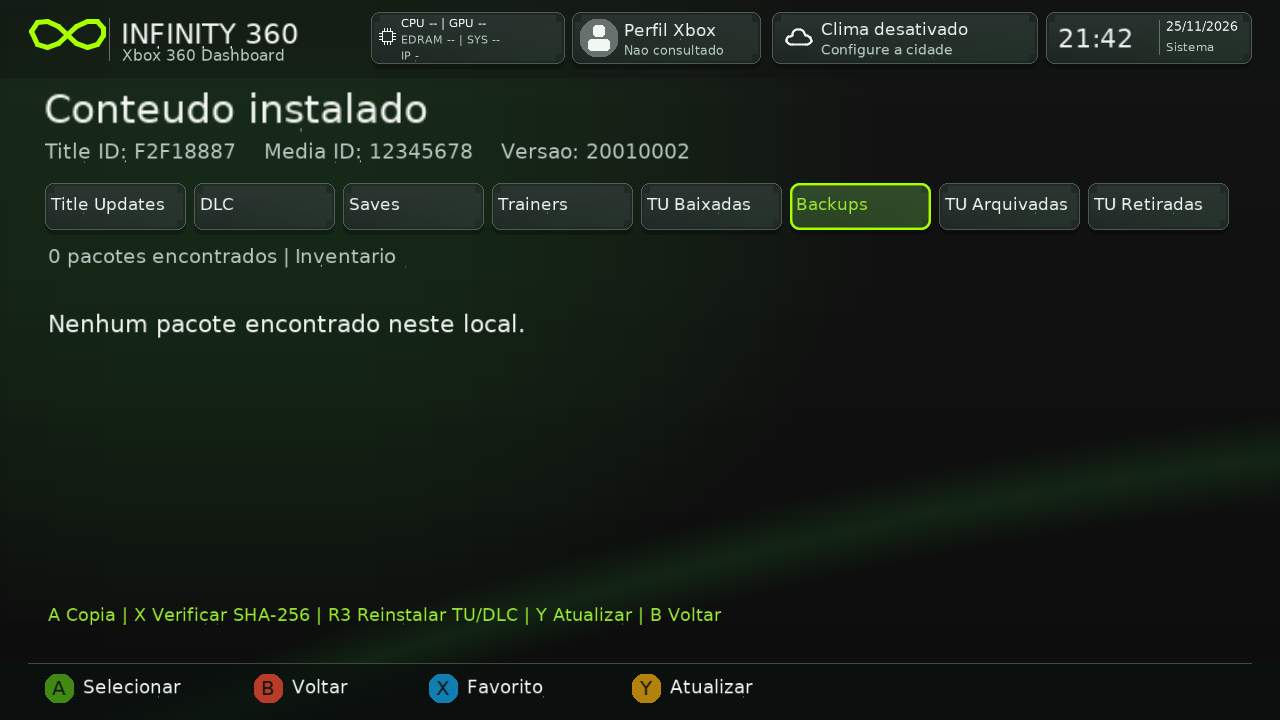 INFINITY 360
Xbox 360 Dashboard
CPU -- | GPU --
EDRAM -- | SYS --
IP -
Perfil Xbox
Nao consultado
Clima desativado
Configure a cidade
21:42
25/11/2026
Sistema
Conteudo instalado
Title ID: F2F18887 Media ID: 12345678 Versao: 20010002
Title Updates DLC Saves Trainers TU Baixadas Backups TU Arquivadas TU Retiradas
0 pacotes encontrados | Inventario
Nenhum pacote encontrado neste local.
A Copia | X Verificar SHA-256 | R3 Reinstalar TU/DLC | Y Atualizar | B Voltar
A Selecionar B Voltar X Favorito Y Atualizar